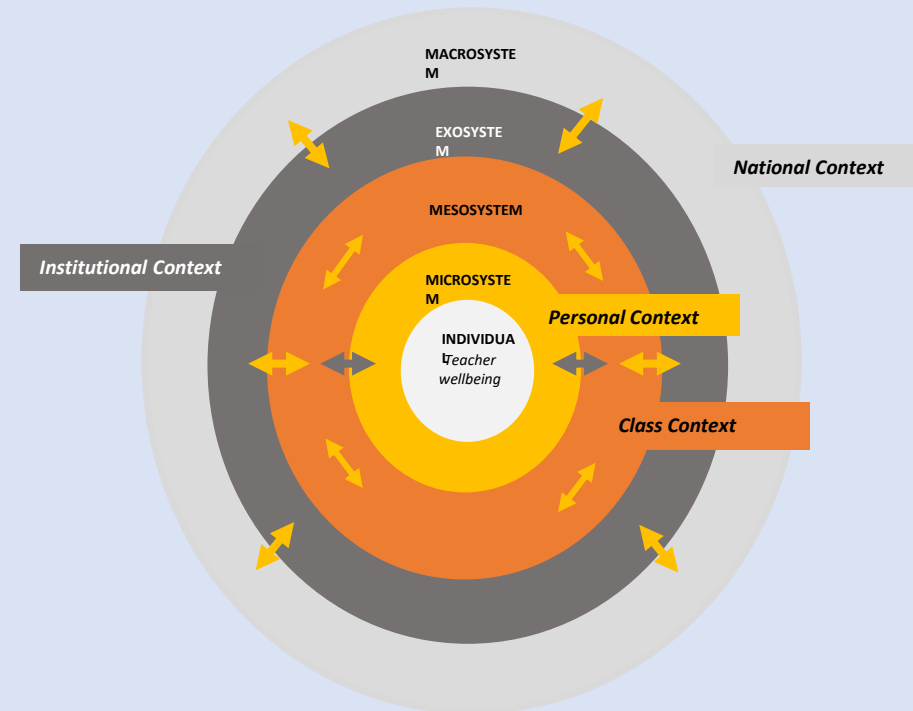 MACROSYSTE
M
EXOSYSTE
M
National Context
MESOSYSTEM
Institutional Context
MICROSYSTE
M
Personal Context
INDIVIDUA
L
Teacher
wellbeing
Class Context